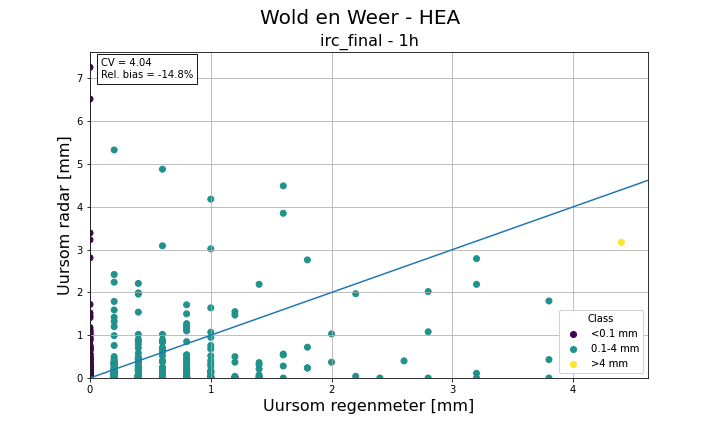 Wold en Weer - HEA
irc_final - 1h
CV = 4.04
Rel. bias = -14.8%
Uursom radar [mm]
7
6
5
4
3
2
1
0
0 1 2 3 4
Uursom regenmeter [mm]
Class
<0.1 mm
0.1-4 mm
>4 mm